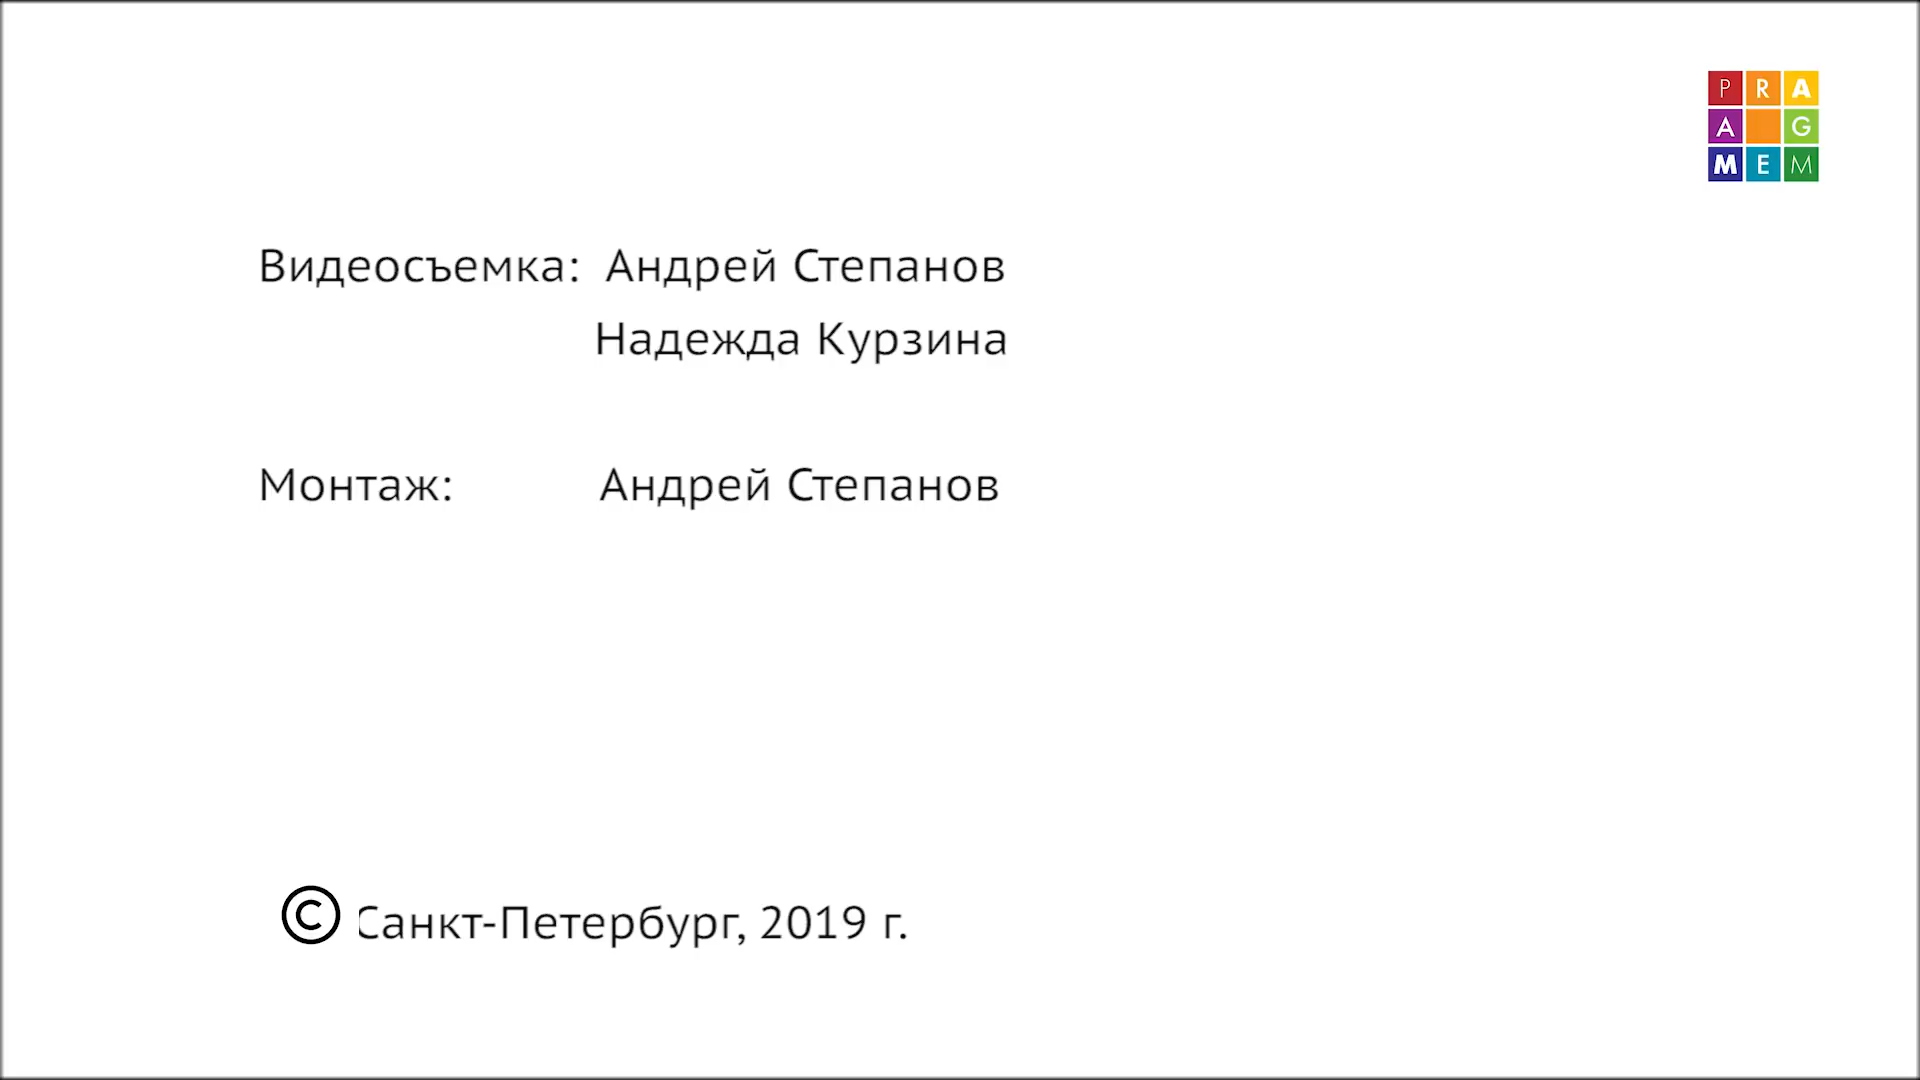 P R A
A G
M E M
Видеосъемка: Андрей Степанов
Надежда Курзина
Монтаж: Андрей Степанов
© Санкт-Петербург, 2019 г.